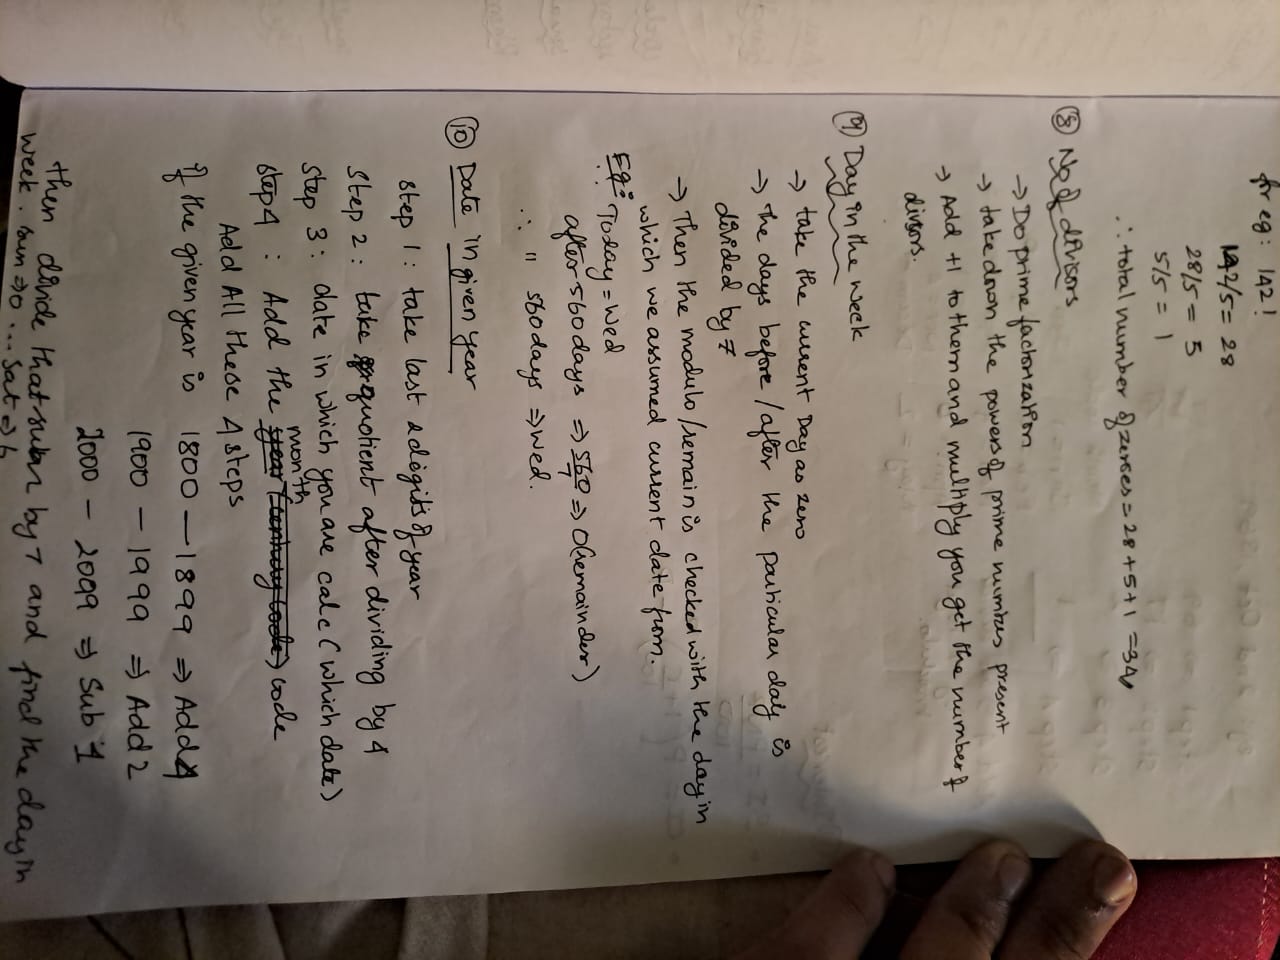 for eg: 142!
142/5 = 28
28/5 = 5
5/5 = 1
∴ total number of zeroes = 28 + 5 + 1 = 34
⑧ No of divisors
→ Do prime factorization
→ take down the powers of prime numbers present
→ Add +1 to them and multiply you get the number of
divisors.
⑨ Day in the week
→ take the current Day as zero
→ The days before / after the particular day is
divided by 7
→ Then the modulo / remain is checked with the day in
which we assumed current date from.
Eg: Today = Wed
after 560 days ⇒ 560/7 ⇒ 0 (remainder)
∴ " 560 days ⇒ Wed.
⑩ Date in given year
Step 1: take last 2 digits of year
Step 2: take quotient after dividing by 4
Step 3: date in which you are calc (which date)
Step 4: Add the month code
Add All these 4 steps
If the given year is 1800 — 1899 ⇒ Add 4
1900 — 1999 ⇒ Add 2
2000 - 2099 ⇒ Sub 1
then divide that by 7 and find the day in
week. Sun ⇒ 0 ... Sat ⇒ 6